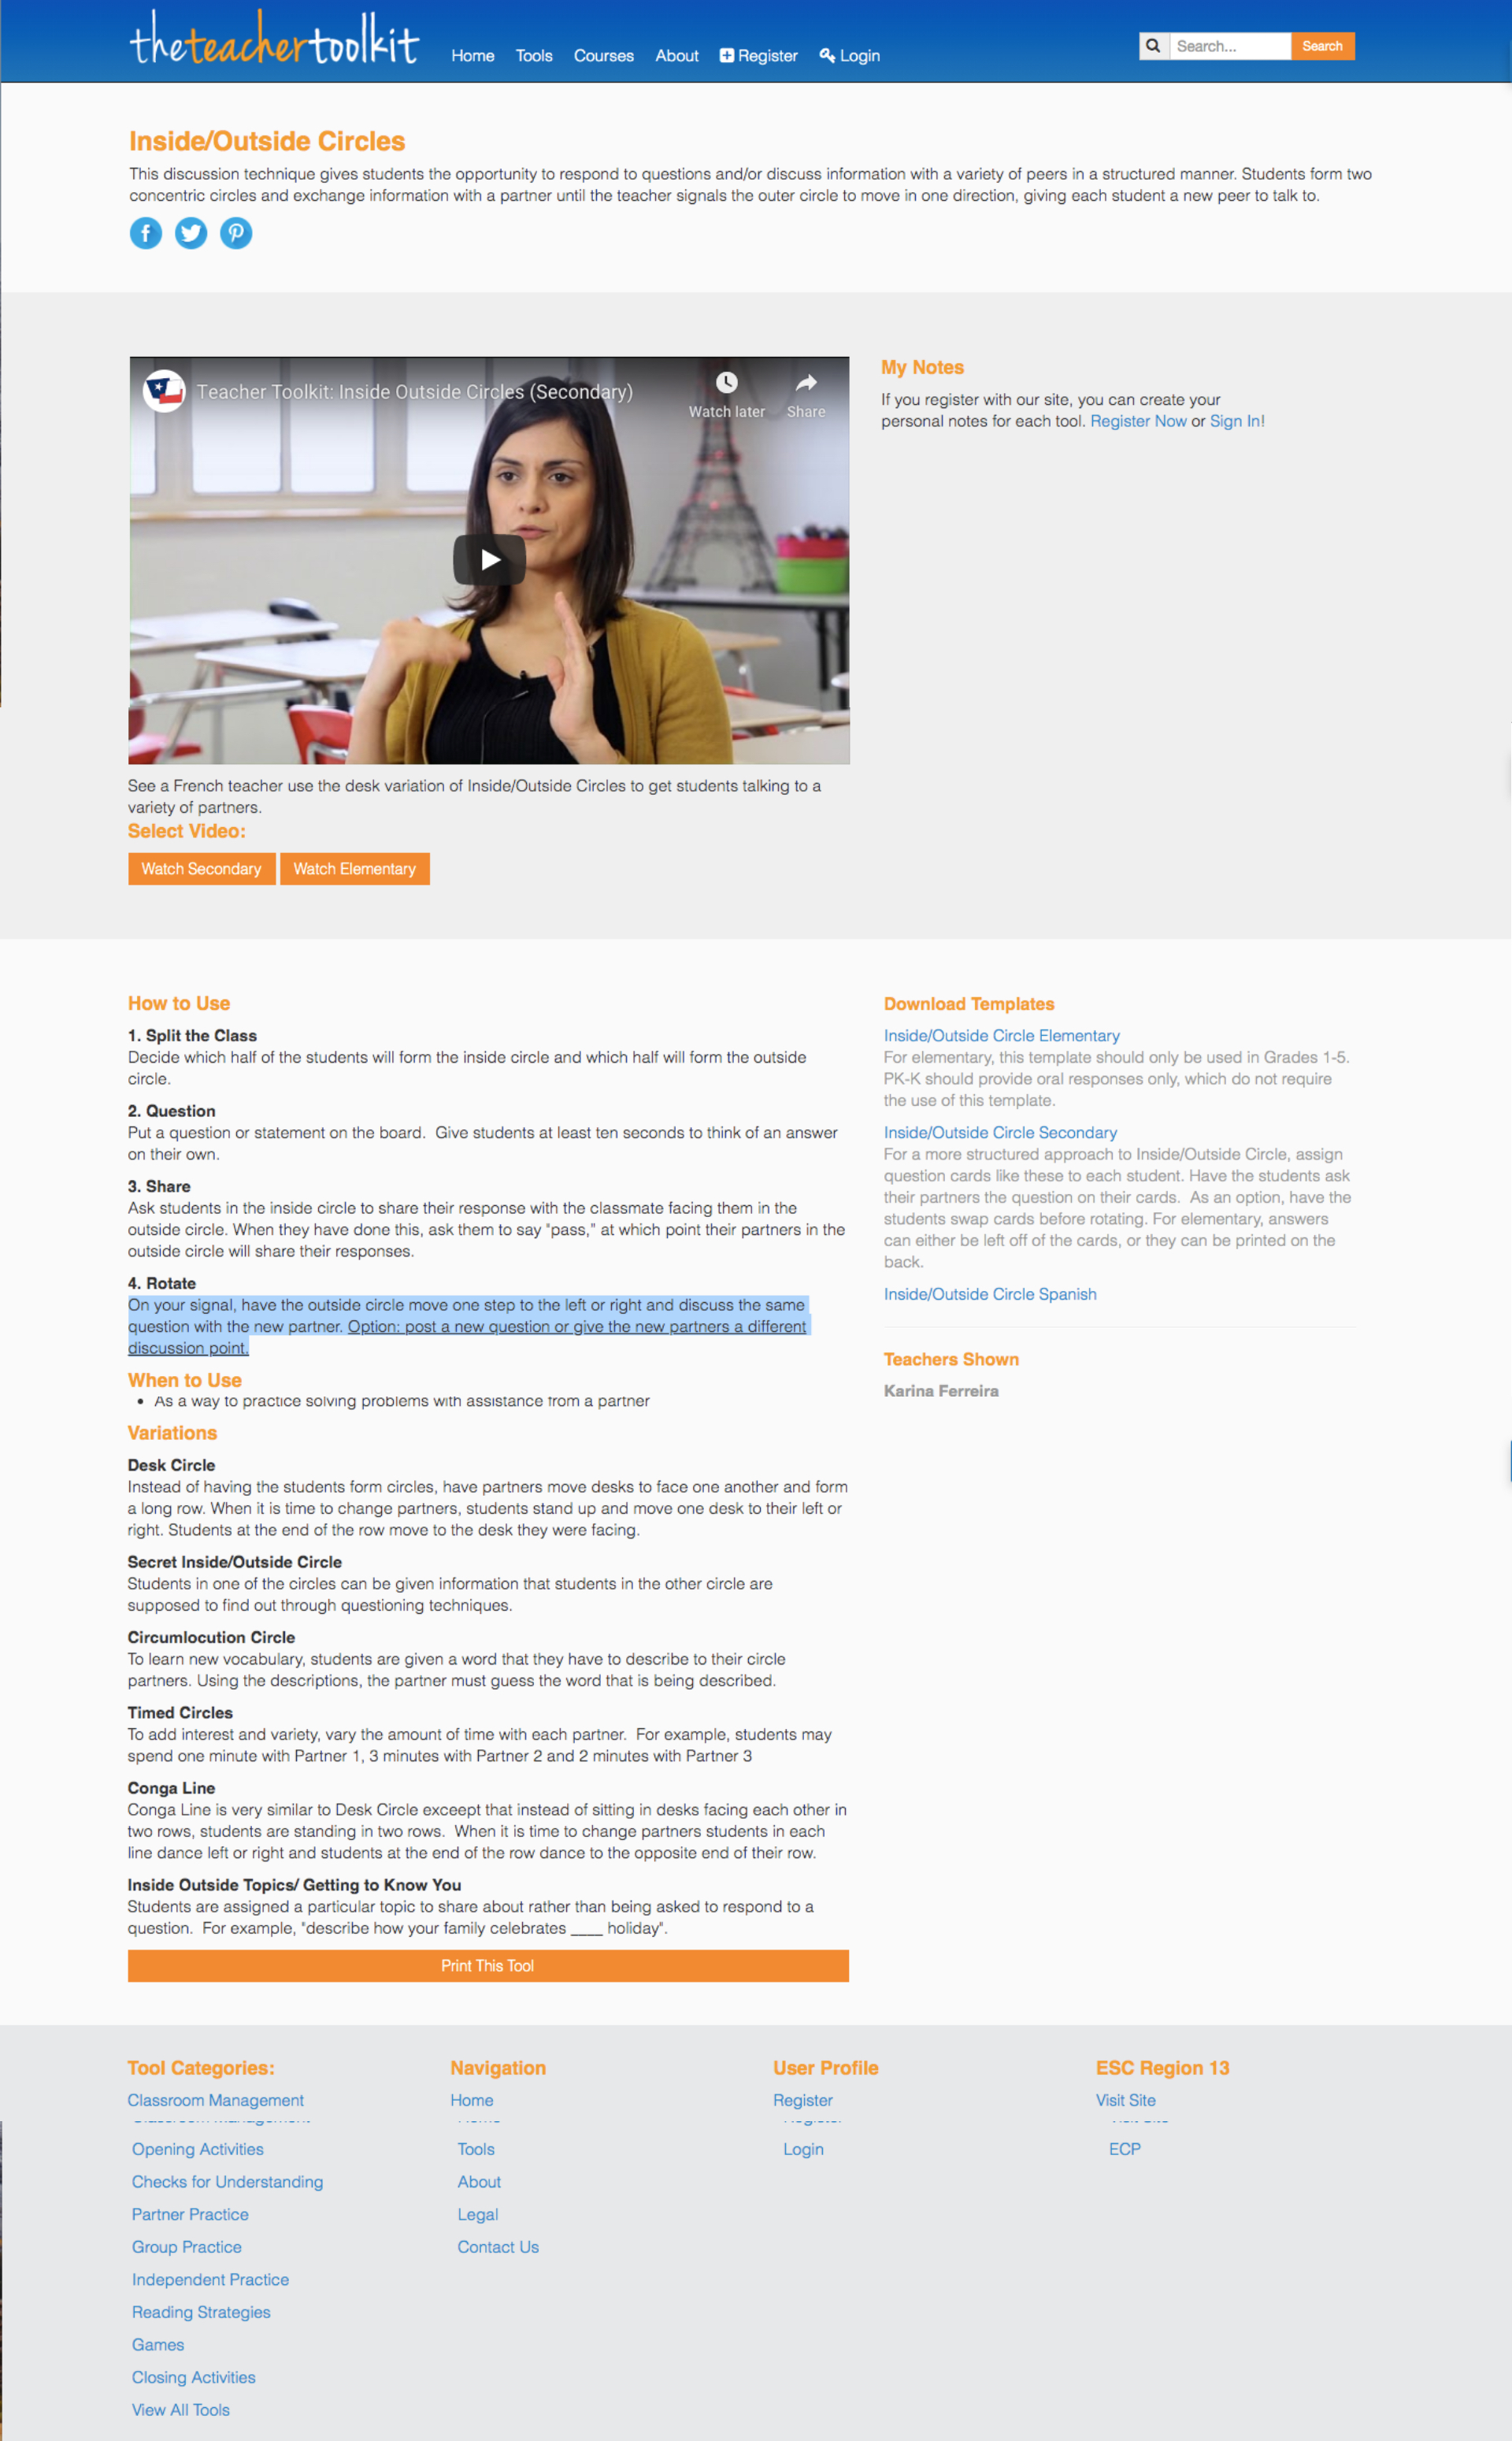 theteachertoolkit
Home Tools Courses About Register Login
Search... Search
Inside/Outside Circles
This discussion technique gives students the opportunity to respond to questions and/or discuss information with a variety of peers in a structured manner. Students form two
concentric circles and exchange information with a partner until the teacher signals the outer circle to move in one direction, giving each student a new peer to talk to.
Teacher Toolkit: Inside Outside Circles (Secondary)
Watch later Share
See a French teacher use the desk variation of Inside/Outside Circles to get students talking to a
variety of partners.
Select Video:
Watch Secondary Watch Elementary
My Notes
If you register with our site, you can create your
personal notes for each tool. Register Now or Sign In!
How to Use
1. Split the Class
Decide which half of the students will form the inside circle and which half will form the outside
circle.
2. Question
Put a question or statement on the board.  Give students at least ten seconds to think of an answer
on their own.
3. Share
Ask students in the inside circle to share their response with the classmate facing them in the
outside circle. When they have done this, ask them to say "pass," at which point their partners in the
outside circle will share their responses.
4. Rotate
On your signal, have the outside circle move one step to the left or right and discuss the same
question with the new partner. Option: post a new question or give the new partners a different
discussion point.
When to Use
• As a way to practice solving problems with assistance from a partner
Variations
Desk Circle
Instead of having the students form circles, have partners move desks to face one another and form
a long row. When it is time to change partners, students stand up and move one desk to their left or
right. Students at the end of the row move to the desk they were facing.
Secret Inside/Outside Circle
Students in one of the circles can be given information that students in the other circle are
supposed to find out through questioning techniques.
Circumlocution Circle
To learn new vocabulary, students are given a word that they have to describe to their circle
partners. Using the descriptions, the partner must guess the word that is being described.
Timed Circles
To add interest and variety, vary the amount of time with each partner.  For example, students may
spend one minute with Partner 1, 3 minutes with Partner 2 and 2 minutes with Partner 3
Conga Line
Conga Line is very similar to Desk Circle exceept that instead of sitting in desks facing each other in
two rows, students are standing in two rows.  When it is time to change partners students in each
line dance left or right and students at the end of the row dance to the opposite end of their row.
Inside Outside Topics/ Getting to Know You
Students are assigned a particular topic to share about rather than being asked to respond to a
question.  For example, "describe how your family celebrates ____ holiday".
Print This Tool
Download Templates
Inside/Outside Circle Elementary
For elementary, this template should only be used in Grades 1-5.
PK-K should provide oral responses only, which do not require
the use of this template.
Inside/Outside Circle Secondary
For a more structured approach to Inside/Outside Circle, assign
question cards like these to each student. Have the students ask
their partners the question on their cards.  As an option, have the
students swap cards before rotating. For elementary, answers
can either be left off of the cards, or they can be printed on the
back.
Inside/Outside Circle Spanish
Teachers Shown
Karina Ferreira
Tool Categories:
Classroom Management
Opening Activities
Checks for Understanding
Partner Practice
Group Practice
Independent Practice
Reading Strategies
Games
Closing Activities
View All Tools
Navigation
Home
Tools
About
Legal
Contact Us
User Profile
Register
Login
ESC Region 13
Visit Site
ECP